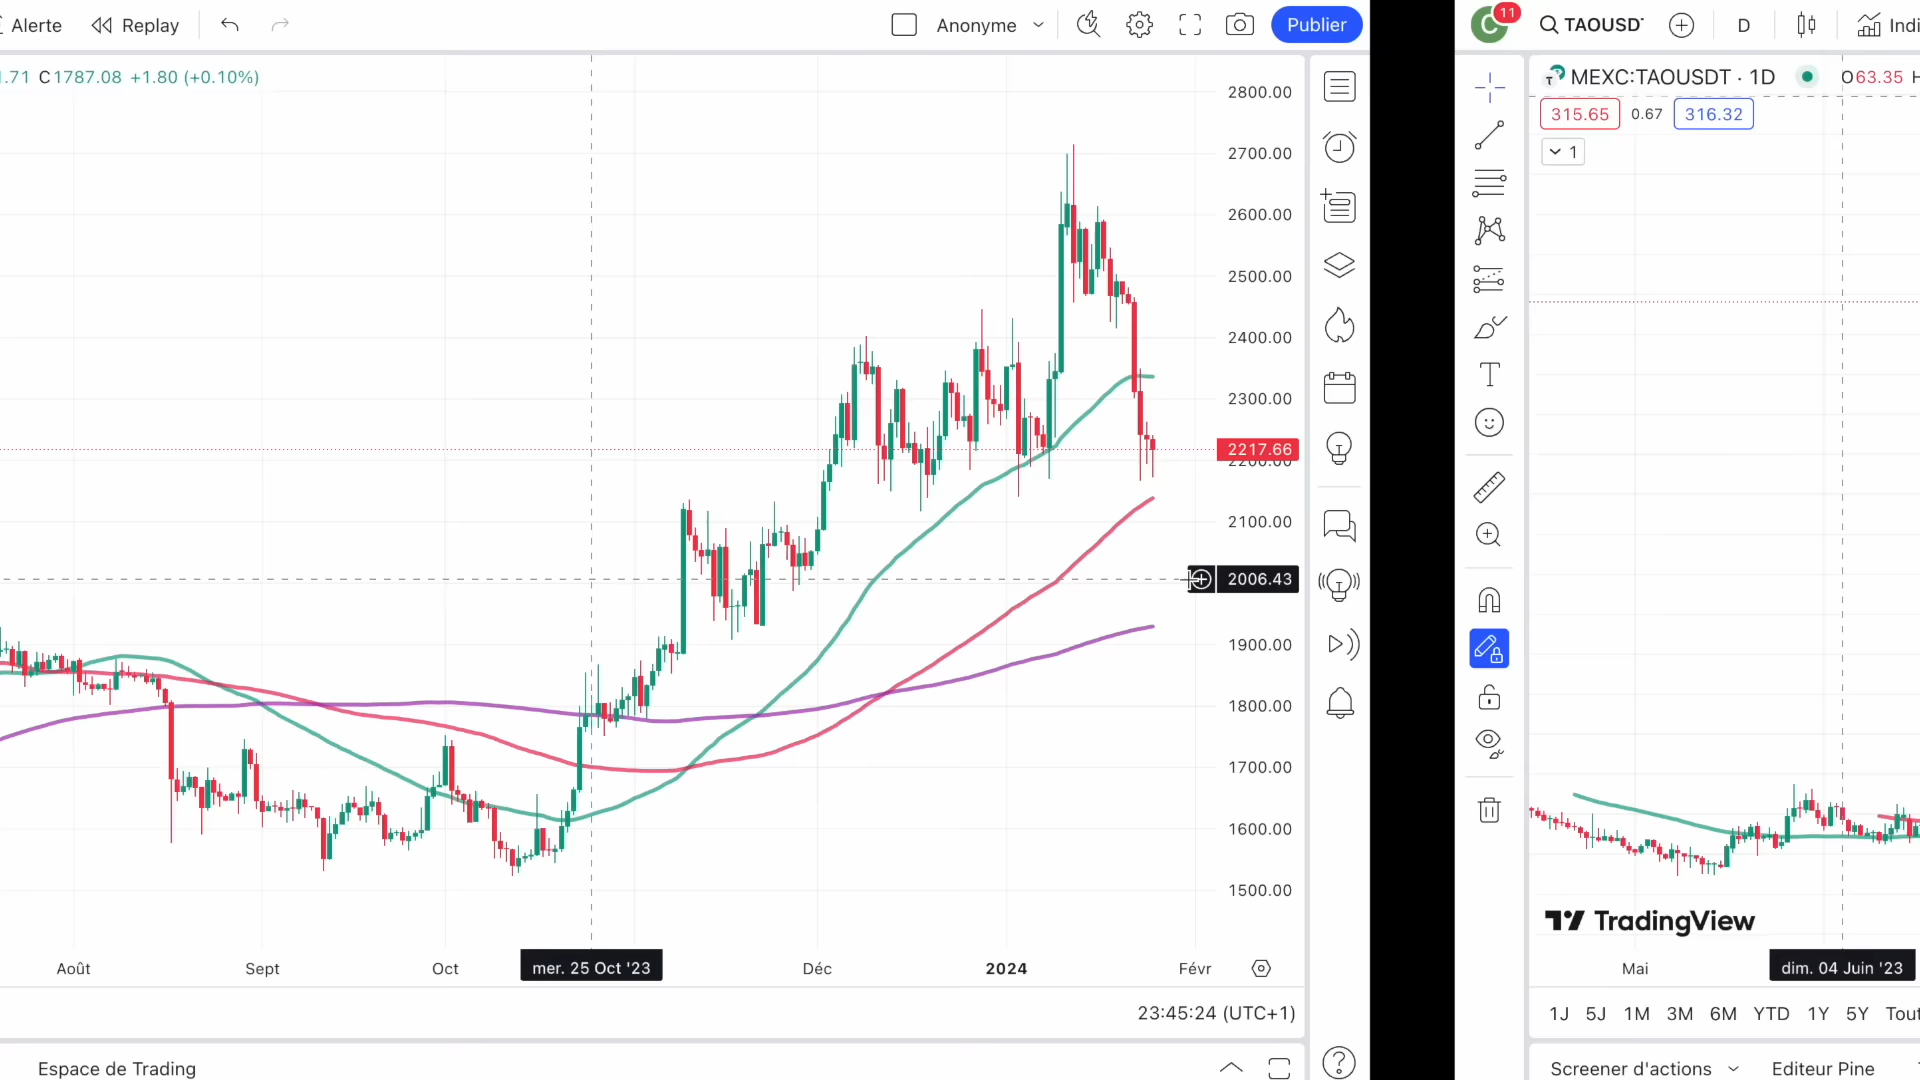 Alerte
Replay
Anonyme
Publier
.71 C1787.08 +1.80 (+0.10%)
2800.00
2700.00
2600.00
2500.00
2400.00
2300.00
2217.66
2200.00
2100.00
2006.43
1900.00
1800.00
1700.00
1600.00
1500.00
Août
Sept
Oct
mer. 25 Oct '23
Déc
2024
Févr
23:45:24 (UTC+1)
Espace de Trading
C
11
TAOUSD
D
Indi
MEXC:TAOUSDT · 1D
O63.35 H
315.65
0.67
316.32
1
TradingView
Mai
dim. 04 Juin '23
1J 5J 1M 3M 6M YTD 1Y 5Y Tout
Screener d'actions
Editeur Pine